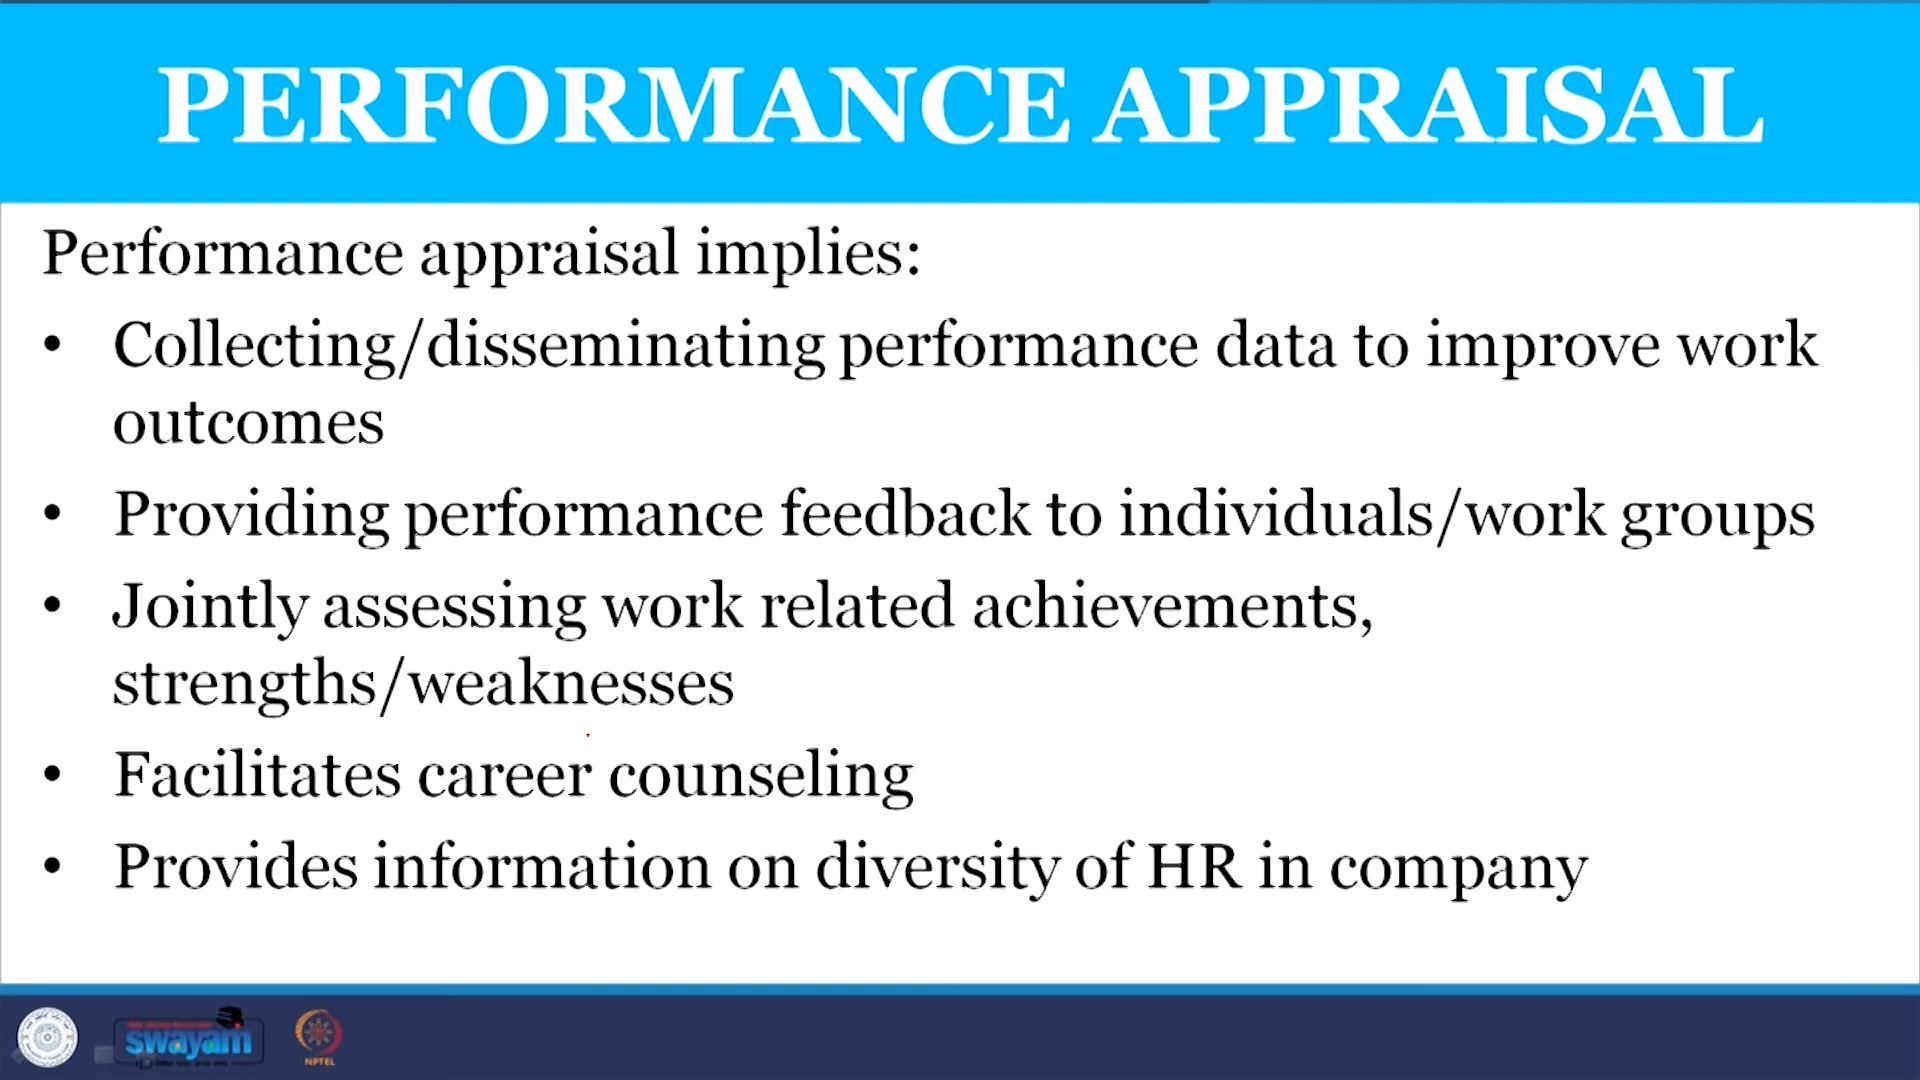 PERFORMANCE APPRAISAL
Performance appraisal implies:
• Collecting/disseminating performance data to improve work
outcomes
• Providing performance feedback to individuals/work groups
• Jointly assessing work related achievements,
strengths/weaknesses
• Facilitates career counseling
• Provides information on diversity of HR in company
swayam
NPTEL